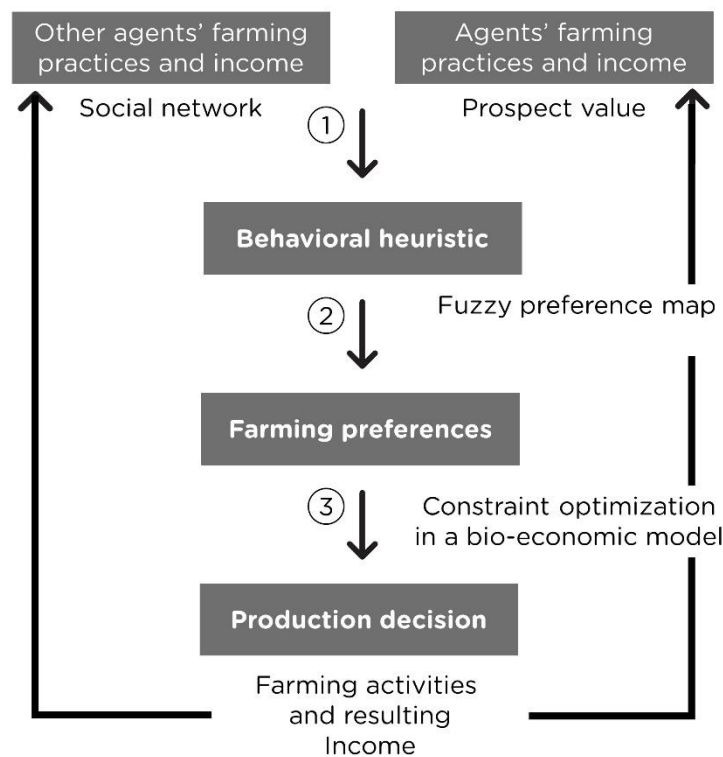 Other agents' farming
practices and income
Agents' farming
practices and income
Social network
Prospect value
1
Behavioral heuristic
2
Fuzzy preference map
Farming preferences
3
Constraint optimization
in a bio-economic model
Production decision
Farming activities
and resulting
Income